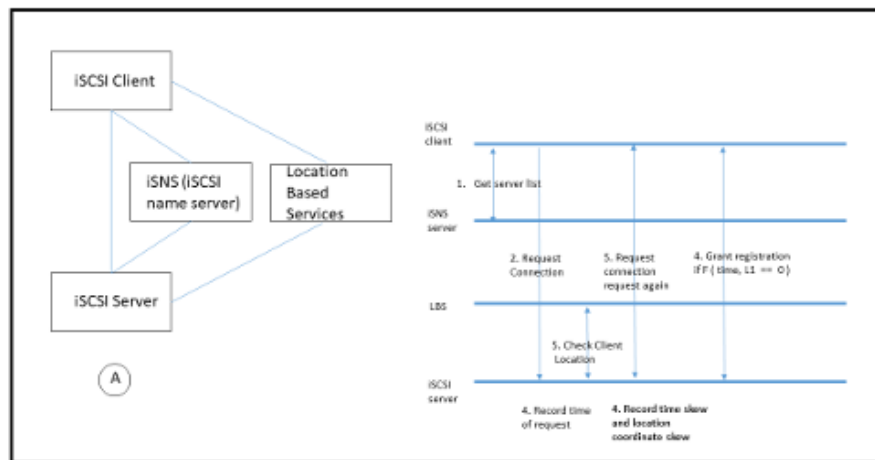 iSCSI Client
iSNS (iSCSI
name server)
Location
Based
Services
iSCSI Server
A
iSCSI
client
1. Get server list
iSNS
server
2. Request
Connection
5. Request
connection
request again
4. Grant registration
if F ( time, L1 == 0 )
LBS
5. Check Client
Location
iSCSI
server
4. Record time
of request
4. Record time skew
and location
coordinate skew